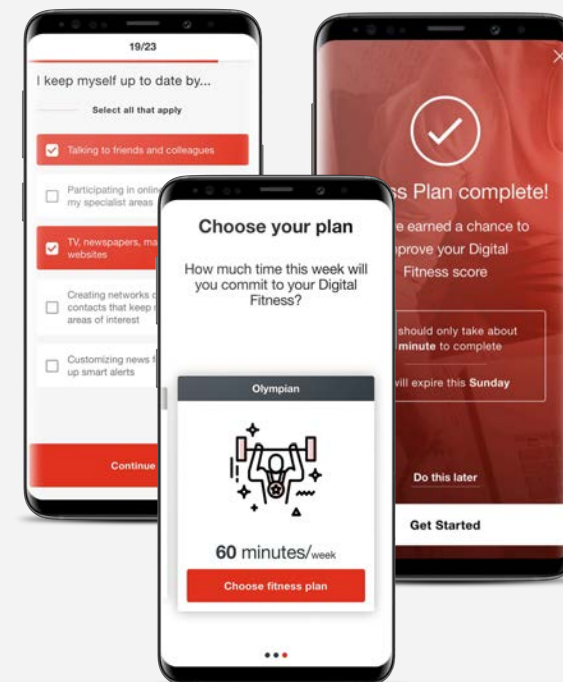 19/23
I keep myself up to date by...
Select all that apply
Talking to friends and colleagues
Participating in
my specialist areas
TV, newspapers,
websites
Creating networks
contacts that keep
areas of interest
Customizing news
up smart alerts
Continue
Choose your plan
How much time this week will
you commit to your Digital
Fitness?
Olympian
60 minutes/week
Choose fitness plan
Plan complete!
earned a chance to
your Digital
Fitness score
should only take about
minute to complete
expire this Sunday
Do this later
Get Started